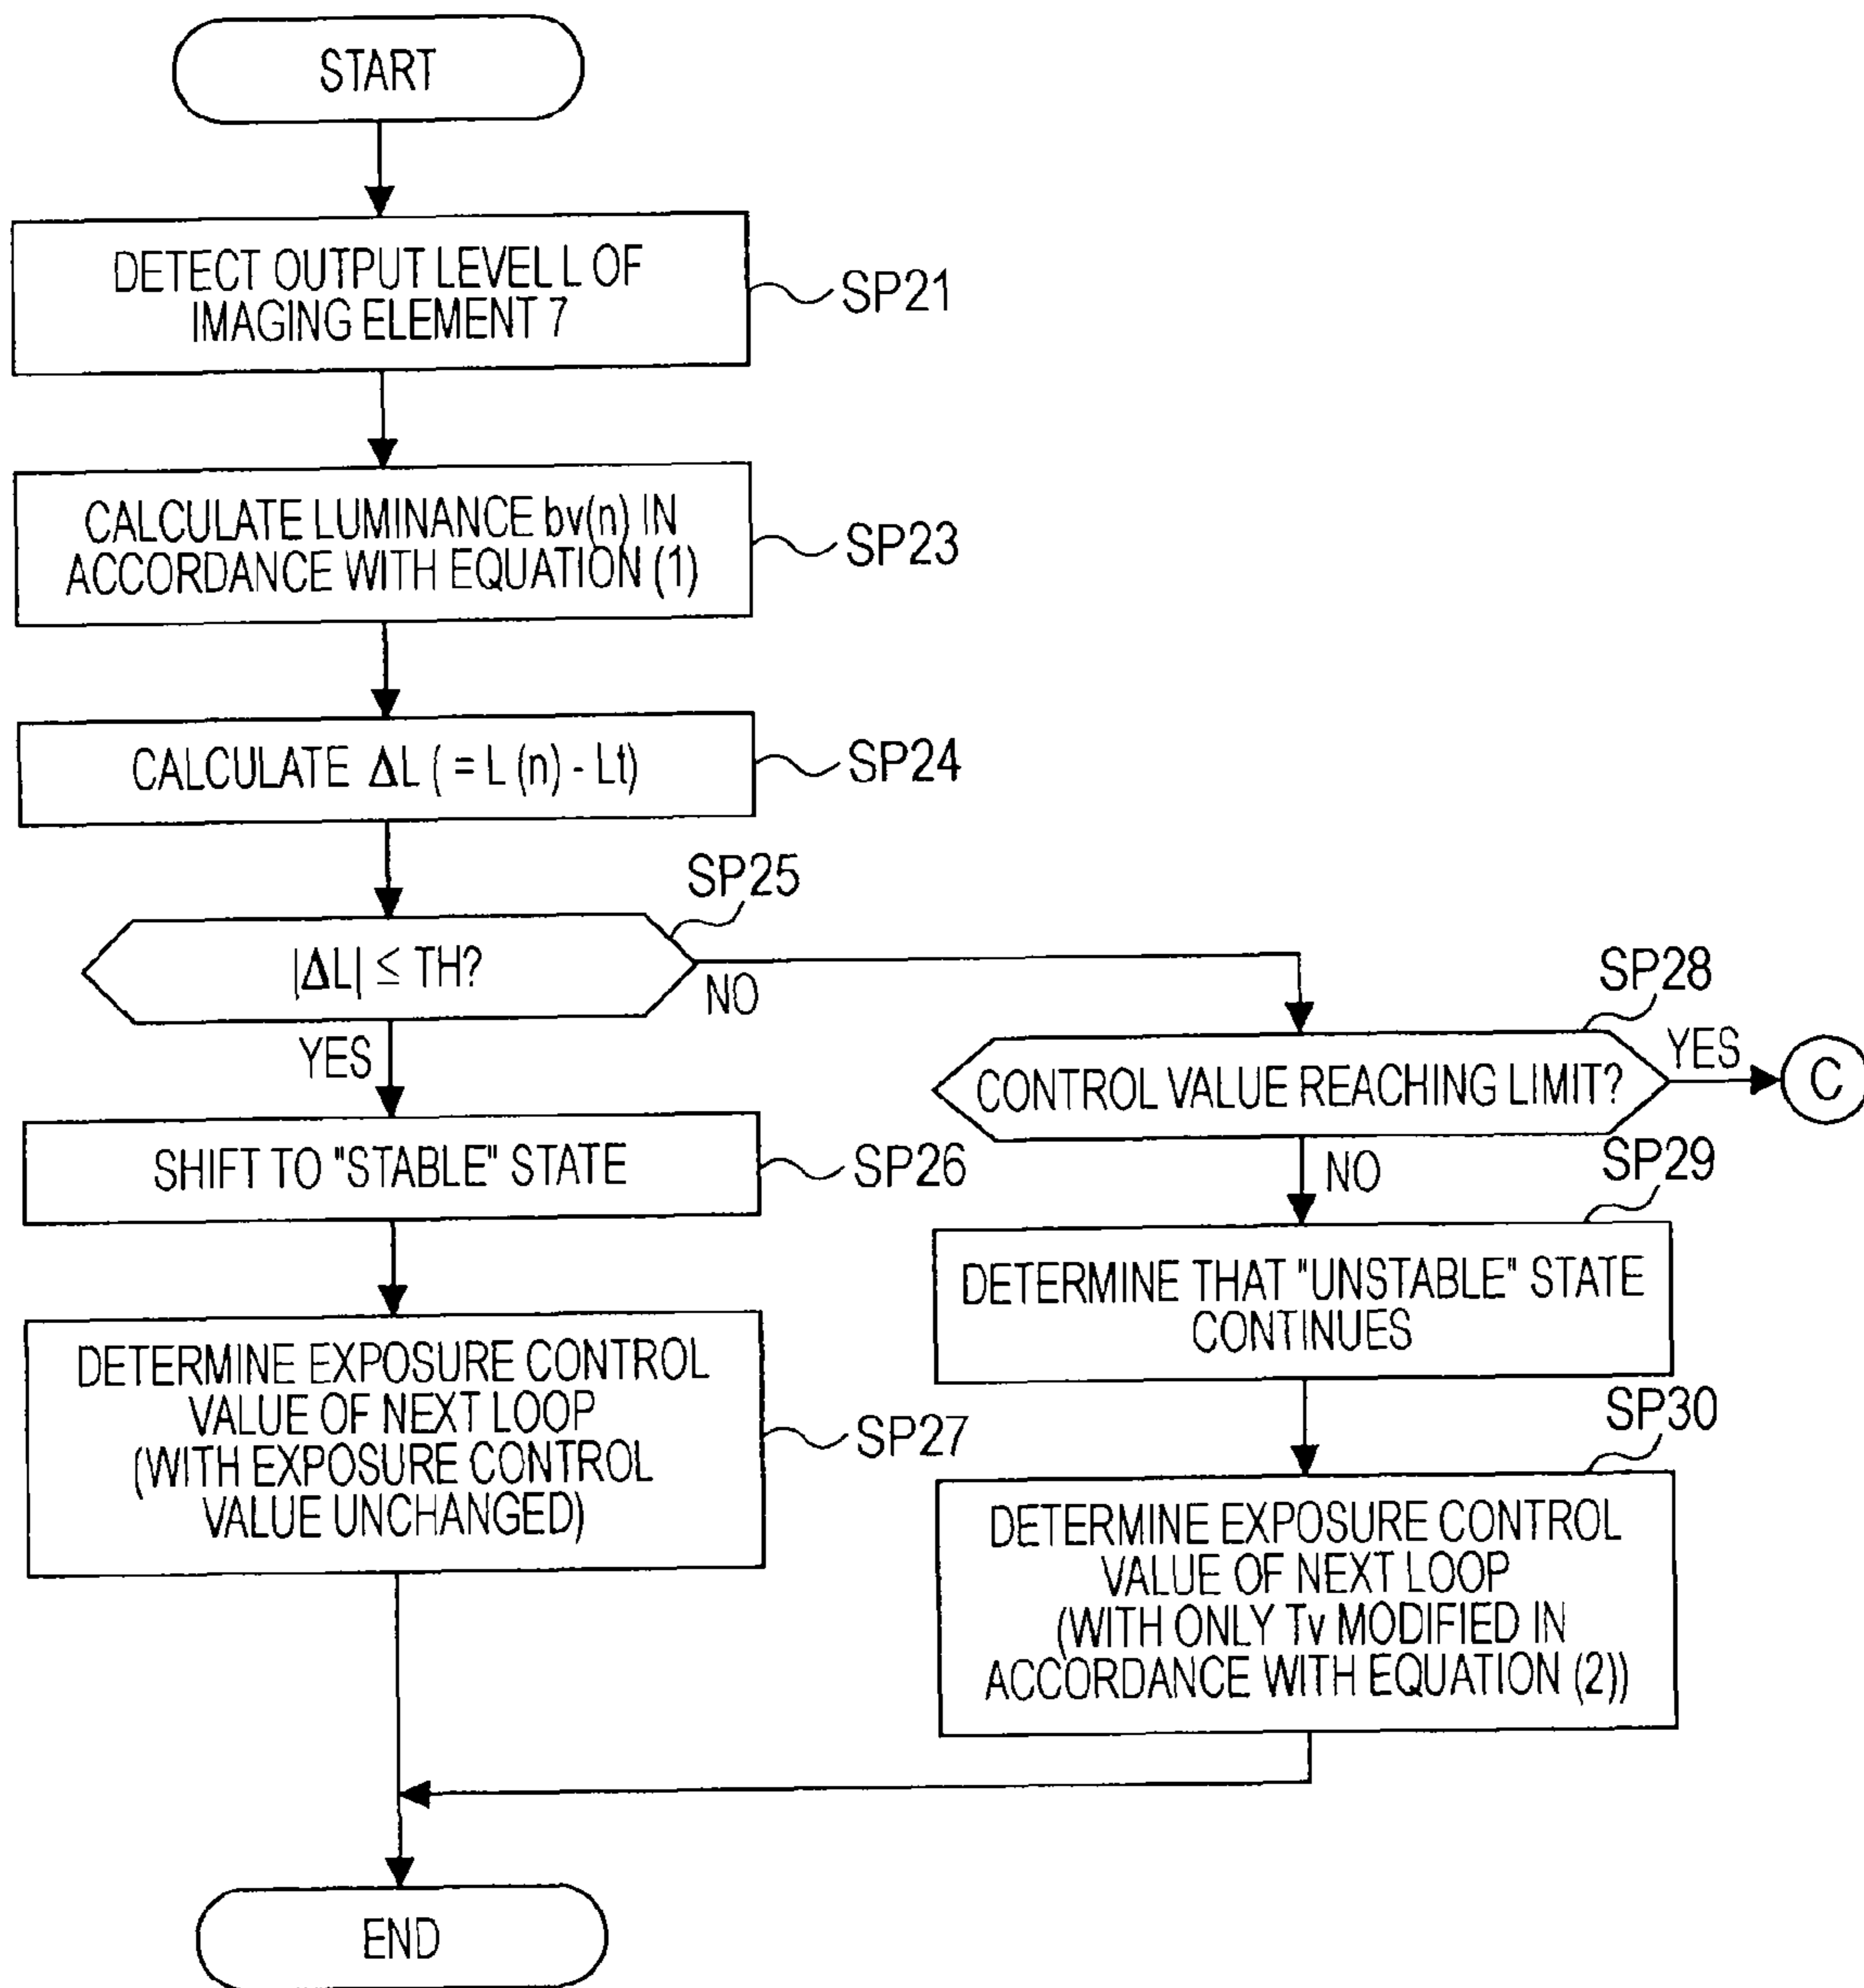 START
DETECT OUTPUT LEVEL L OF
IMAGING ELEMENT 7
SP21
CALCULATE LUMINANCE bv(n) IN
ACCORDANCE WITH EQUATION (1)
SP23
CALCULATE ΔL ( = L (n) - Lt)
SP24
SP25
|ΔL| ≤ TH?
NO
YES
SP28
CONTROL VALUE REACHING LIMIT?
YES
C
NO
SHIFT TO "STABLE" STATE
SP26
SP29
DETERMINE THAT "UNSTABLE" STATE
CONTINUES
DETERMINE EXPOSURE CONTROL
VALUE OF NEXT LOOP
(WITH EXPOSURE CONTROL
VALUE UNCHANGED)
SP27
SP30
DETERMINE EXPOSURE CONTROL
VALUE OF NEXT LOOP
(WITH ONLY Tv MODIFIED IN
ACCORDANCE WITH EQUATION (2))
END